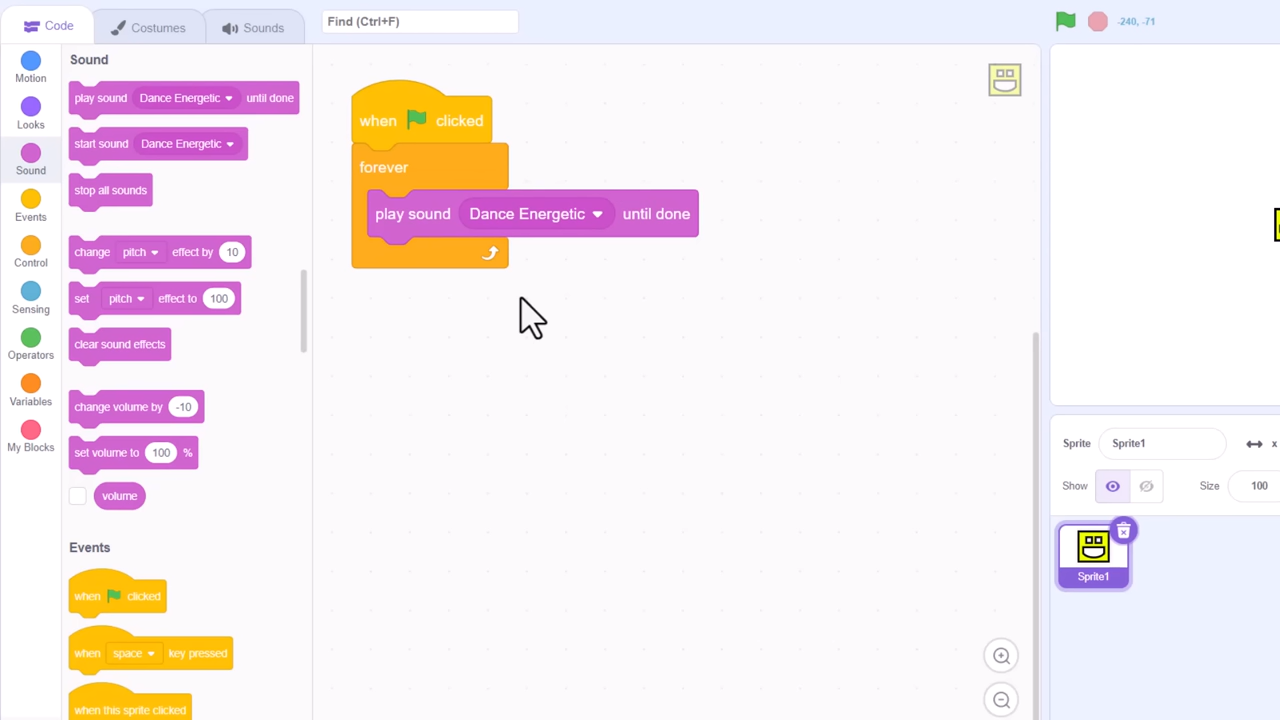 Code
Costumes
Sounds
Find (Ctrl+F)
-240, -71
Motion
Looks
Sound
Events
Control
Sensing
Operators
Variables
My Blocks
Sound
play sound Dance Energetic until done
start sound Dance Energetic
stop all sounds
change pitch effect by 10
set pitch effect to 100
clear sound effects
change volume by -10
set volume to 100 %
volume
Events
when clicked
when space key pressed
when this sprite clicked
when clicked
forever
play sound Dance Energetic until done
Sprite Sprite1 x
Show Size 100
Sprite1